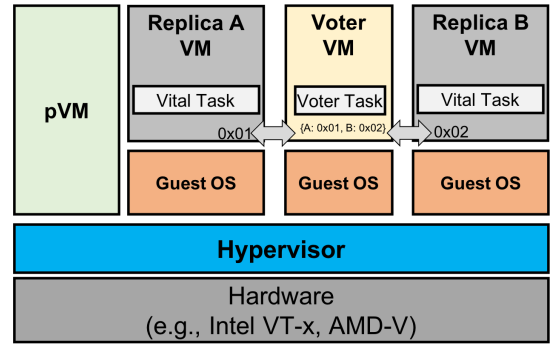 pVM
Replica A
VM
Vital Task
0x01
Guest OS
Voter
VM
Voter Task
{A: 0x01, B: 0x02}
Guest OS
Replica B
VM
Vital Task
0x02
Guest OS
Hypervisor
Hardware
(e.g., Intel VT-x, AMD-V)